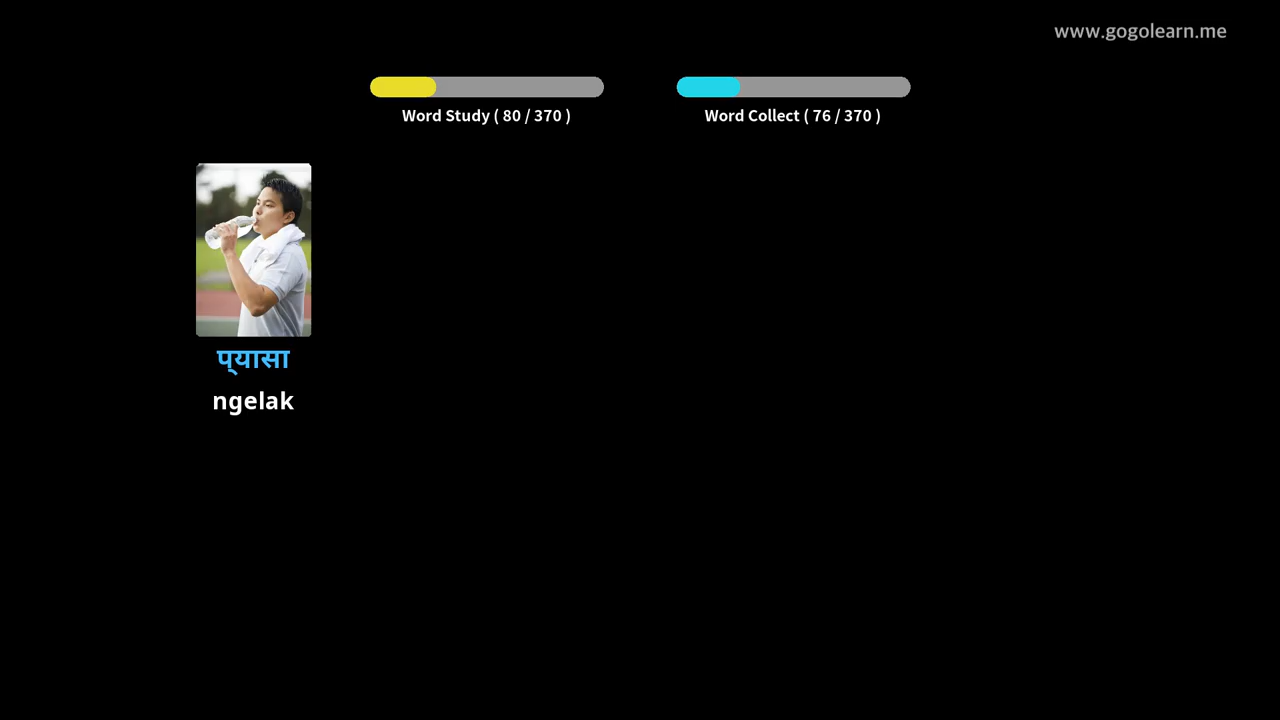 www.gogolearn.me
Word Study ( 80 / 370 )
Word Collect ( 76 / 370 )
प्यासा
ngelak